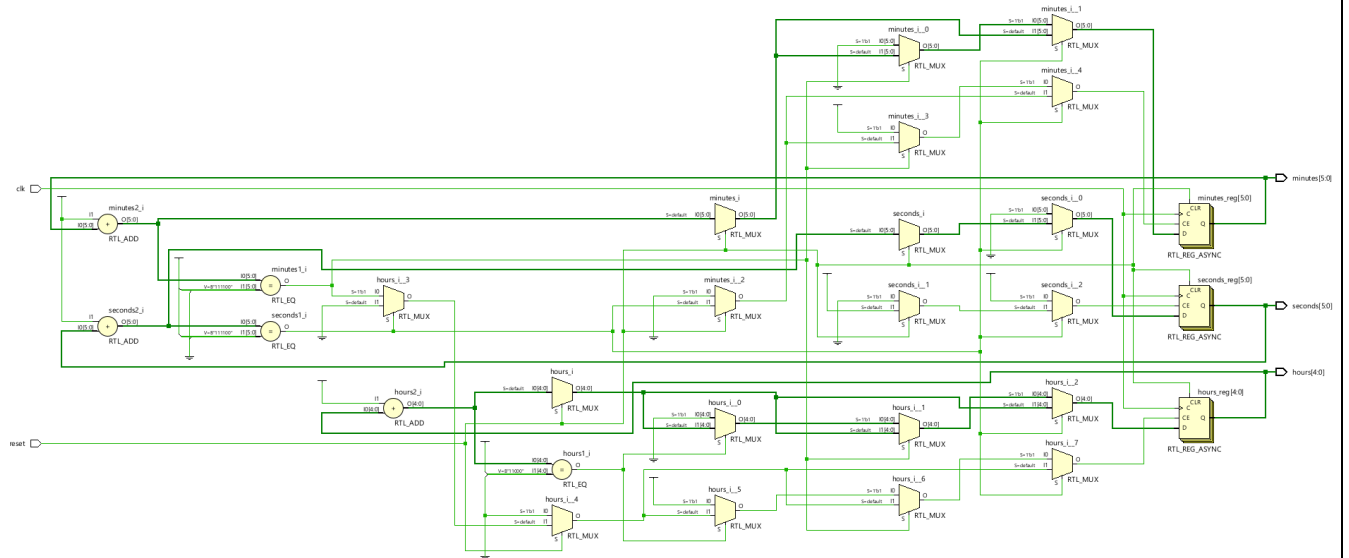 clk
reset
minutes2_i
I1
I0[5:0]
O[5:0]
RTL_ADD
seconds2_i
I1
I0[5:0]
O[5:0]
RTL_ADD
minutes1_i
I0[5:0]
V=B"111100" I1[5:0]
O
RTL_EQ
seconds1_i
I0[5:0]
V=B"111100" I1[5:0]
O
RTL_EQ
hours_i__3
S=1'b1 I0
S=default I1
O
S
RTL_MUX
hours2_i
I1
I0[4:0]
O[4:0]
RTL_ADD
hours_i
S=default I0[4:0]
O[4:0]
S
RTL_MUX
hours1_i
I0[4:0]
V=B"11000" I1[4:0]
O
RTL_EQ
hours_i__4
S=1'b1 I0
S=default I1
O
S
RTL_MUX
minutes_i
S=default I0[5:0]
O[5:0]
S
RTL_MUX
minutes_i__2
S=1'b1 I0
S=default I1
O
S
RTL_MUX
hours_i__0
S=1'b1 I0[4:0]
S=default I1[4:0]
O[4:0]
S
RTL_MUX
hours_i__5
S=1'b1 I0
S=default I1
O
S
RTL_MUX
minutes_i__0
S=1'b1 I0[5:0]
S=default I1[5:0]
O[5:0]
S
RTL_MUX
minutes_i__3
S=1'b1 I0
S=default I1
O
S
RTL_MUX
seconds_i
S=default I0[5:0]
O[5:0]
S
RTL_MUX
seconds_i__1
S=1'b1 I0
S=default I1
O
S
RTL_MUX
hours_i__1
S=1'b1 I0[4:0]
S=default I1[4:0]
O[4:0]
S
RTL_MUX
hours_i__6
S=1'b1 I0
S=default I1
O
S
RTL_MUX
minutes_i__1
S=1'b1 I0[5:0]
S=default I1[5:0]
O[5:0]
S
RTL_MUX
minutes_i__4
S=1'b1 I0
S=default I1
O
S
RTL_MUX
seconds_i__0
S=1'b1 I0[5:0]
S=default I1[5:0]
O[5:0]
S
RTL_MUX
seconds_i__2
S=1'b1 I0
S=default I1
O
S
RTL_MUX
hours_i__2
S=1'b1 I0[4:0]
S=default I1[4:0]
O[4:0]
S
RTL_MUX
hours_i__7
S=1'b1 I0
S=default I1
O
S
RTL_MUX
minutes_reg[5:0]
CLR
C
CE
D
Q
RTL_REG_ASYNC
seconds_reg[5:0]
CLR
C
CE
D
Q
RTL_REG_ASYNC
hours_reg[4:0]
CLR
C
CE
D
Q
RTL_REG_ASYNC
minutes[5:0]
seconds[5:0]
hours[4:0]